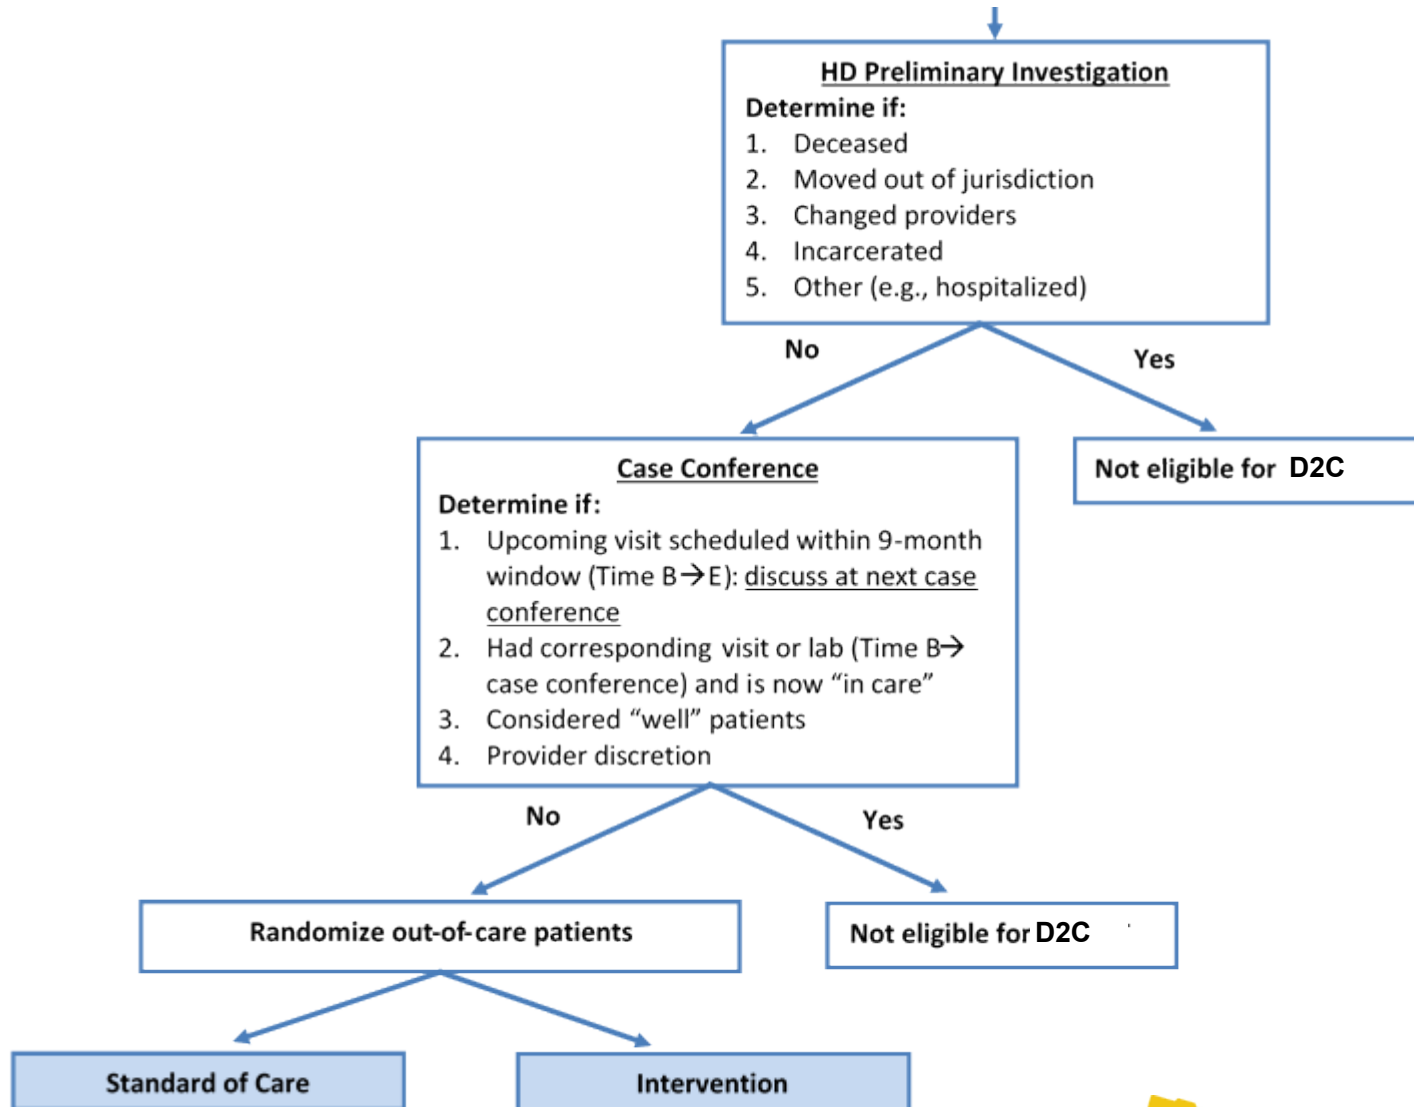 HD Preliminary Investigation
Determine if:
1. Deceased
2. Moved out of jurisdiction
3. Changed providers
4. Incarcerated
5. Other (e.g., hospitalized)
No
Yes
Case Conference
Determine if:
1. Upcoming visit scheduled within 9-month
window (Time B→E): discuss at next case
conference
2. Had corresponding visit or lab (Time B→
case conference) and is now “in care”
3. Considered “well” patients
4. Provider discretion
Not eligible for D2C
No
Yes
Randomize out-of-care patients
Not eligible for D2C
Standard of Care
Intervention